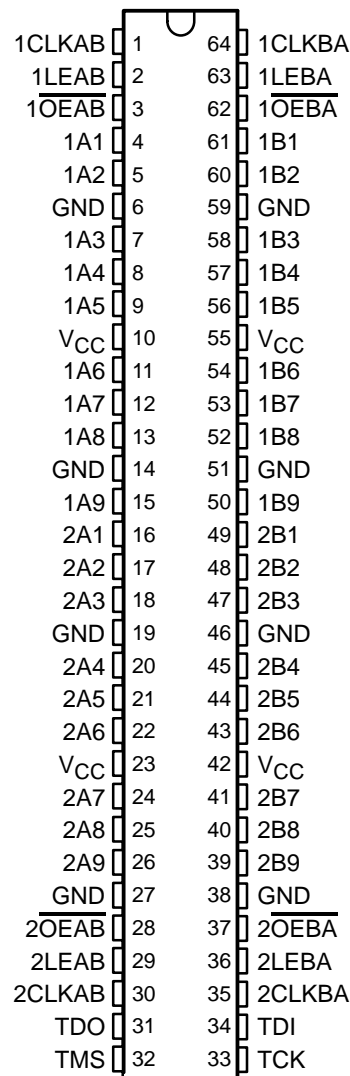 1CLKAB 1 64 1CLKBA
1LEAB 2 63 1LEBA
1O̅E̅A̅B̅ 3 62 1O̅E̅B̅A̅
1A1 4 61 1B1
1A2 5 60 1B2
GND 6 59 GND
1A3 7 58 1B3
1A4 8 57 1B4
1A5 9 56 1B5
VCC 10 55 VCC
1A6 11 54 1B6
1A7 12 53 1B7
1A8 13 52 1B8
GND 14 51 GND
1A9 15 50 1B9
2A1 16 49 2B1
2A2 17 48 2B2
2A3 18 47 2B3
GND 19 46 GND
2A4 20 45 2B4
2A5 21 44 2B5
2A6 22 43 2B6
VCC 23 42 VCC
2A7 24 41 2B7
2A8 25 40 2B8
2A9 26 39 2B9
GND 27 38 GND
2O̅E̅A̅B̅ 28 37 2O̅E̅B̅A̅
2LEAB 29 36 2LEBA
2CLKAB 30 35 2CLKBA
TDO 31 34 TDI
TMS 32 33 TCK